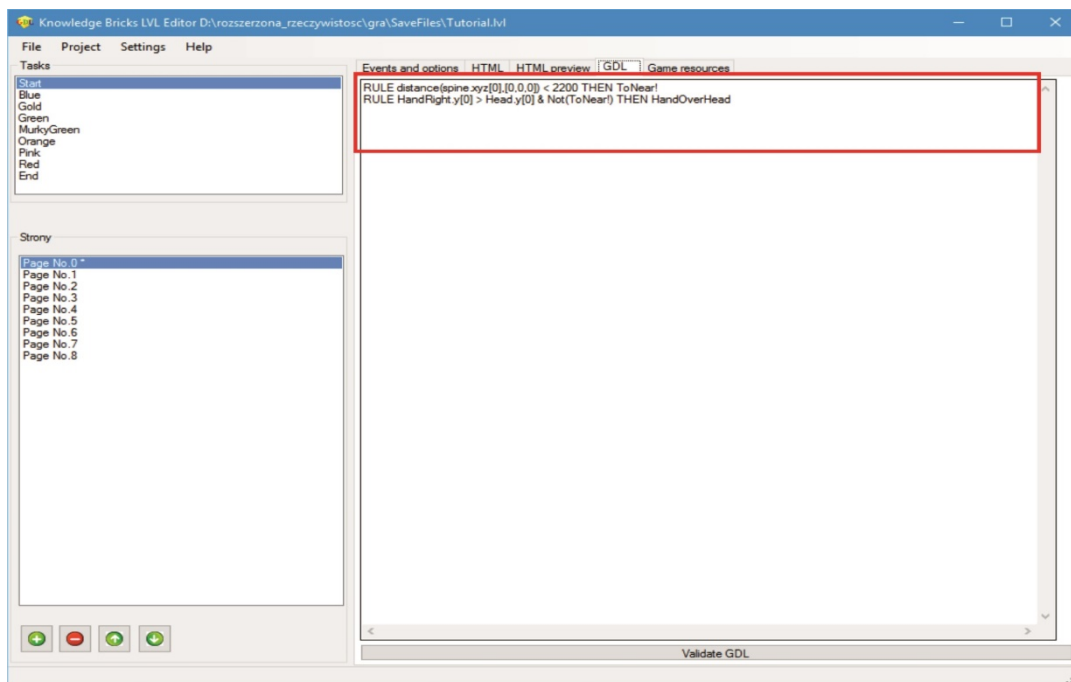 Knowledge Bricks LVL Editor D:\rozszerzona_rzeczywistosc\gra\SaveFiles\Tutorial.lvl
File Project Settings Help
Tasks
Start
Blue
Gold
Green
MurkyGreen
Orange
Pink
Red
End
Strony
Page No.0 *
Page No.1
Page No.2
Page No.3
Page No.4
Page No.5
Page No.6
Page No.7
Page No.8
Events and options HTML HTML preview GDL Game resources
RULE distance(spine.xyz[0],[0,0,0]) < 2200 THEN ToNear!
RULE HandRight.y[0] > Head.y[0] & Not(ToNear!) THEN HandOverHead
Validate GDL